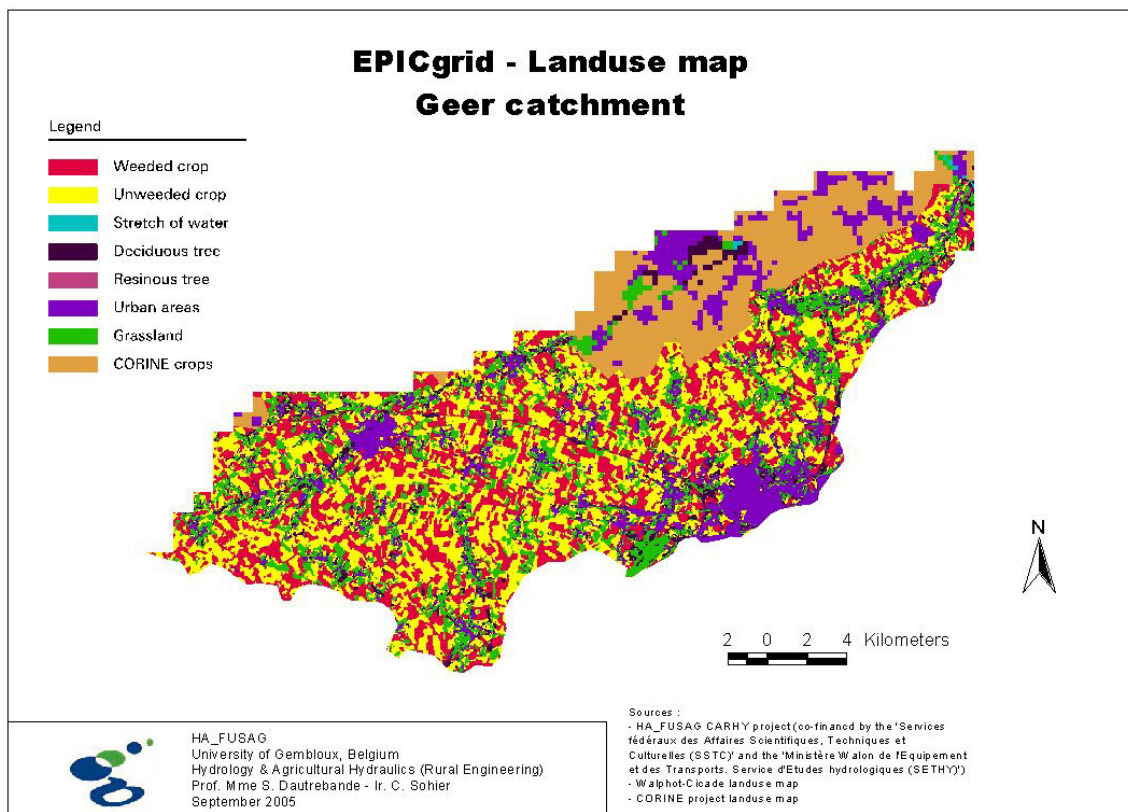 EPICgrid - Landuse map
Geer catchment
Legend
Weeded crop
Unweeded crop
Stretch of water
Deciduous tree
Resinous tree
Urban areas
Grassland
CORINE crops
N
2 0 2 4 Kilometers
HA_FUSAG
University of Gembloux, Belgium
Hydrology & Agricultural Hydraulics (Rural Engineering)
Prof. Mme S. Dautrebande - Ir. C. Sohier
September 2005
Sources :
- HA_FUSAG CARHY project (co-financd by the 'Services
fédéraux des Affaires Scientifiques, Techniques et
Culturelles (SSTC)' and the 'Ministère Walon de l'Equipement
et des Transports. Service d'Etudes hydrologiques (SETHY)')
- Walphot-Cicade landuse map
- CORINE project landuse map